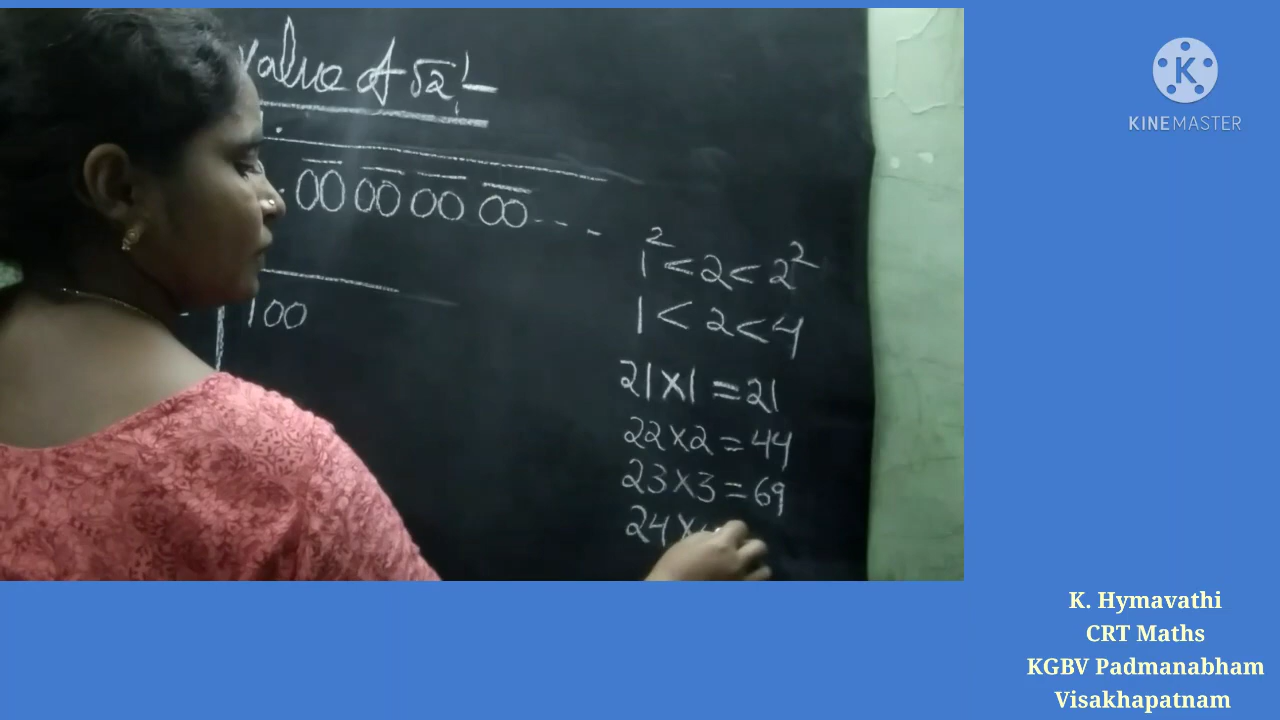 value of √2 :-
. 00 00 00 00 - - -
100
1² < 2 < 2²
1 < 2 < 4
21 × 1 = 21
22 × 2 = 44
23 × 3 = 69
24 ×
KINEMASTER
K. Hymavathi
CRT Maths
KGBV Padmanabham
Visakhapatnam